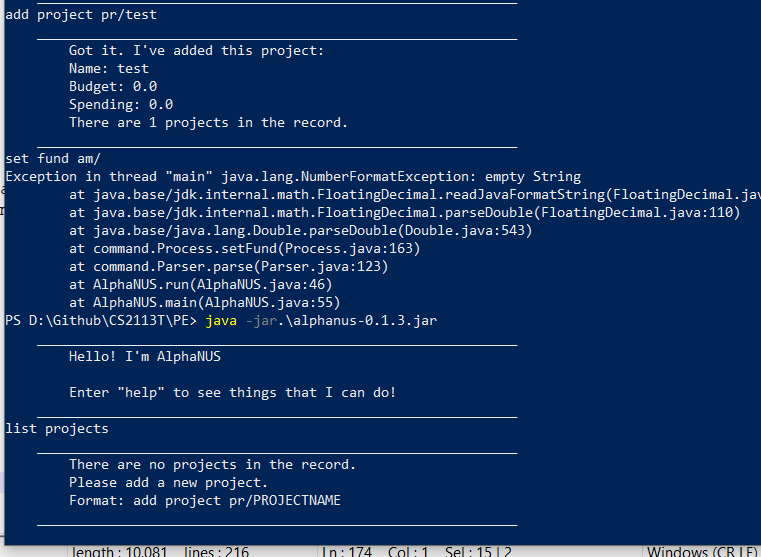 add project pr/test
Got it. I've added this project:
Name: test
Budget: 0.0
Spending: 0.0
There are 1 projects in the record.
set fund am/
Exception in thread "main" java.lang.NumberFormatException: empty String
at java.base/jdk.internal.math.FloatingDecimal.readJavaFormatString(FloatingDecimal.jav
at java.base/jdk.internal.math.FloatingDecimal.parseDouble(FloatingDecimal.java:110)
at java.base/java.lang.Double.parseDouble(Double.java:543)
at command.Process.setFund(Process.java:163)
at command.Parser.parse(Parser.java:123)
at AlphaNUS.run(AlphaNUS.java:46)
at AlphaNUS.main(AlphaNUS.java:55)
PS D:\Github\CS2113T\PE> java -jar.\alphanus-0.1.3.jar
Hello! I'm AlphaNUS
Enter "help" to see things that I can do!
list projects
There are no projects in the record.
Please add a new project.
Format: add project pr/PROJECTNAME
length : 10,081 lines : 216 Ln : 174 Col : 1 Sel : 15 | 2 Windows (CR LF)